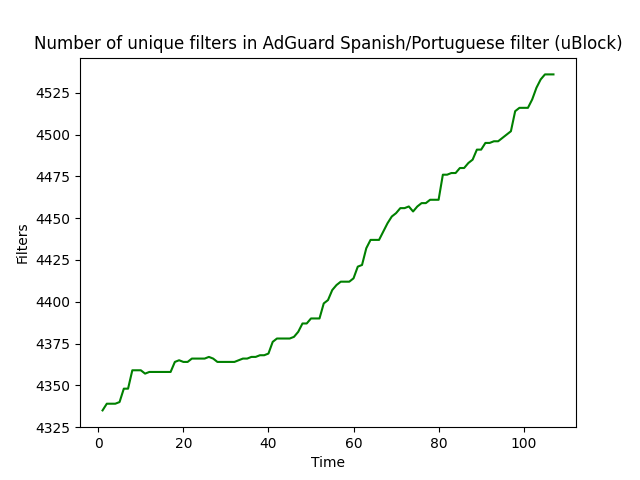 Number of unique filters in AdGuard Spanish/Portuguese filter (uBlock)
4525
4500
4475
4450
4425
4400
4375
4350
4325
Filters
0 20 40 60 80 100
Time